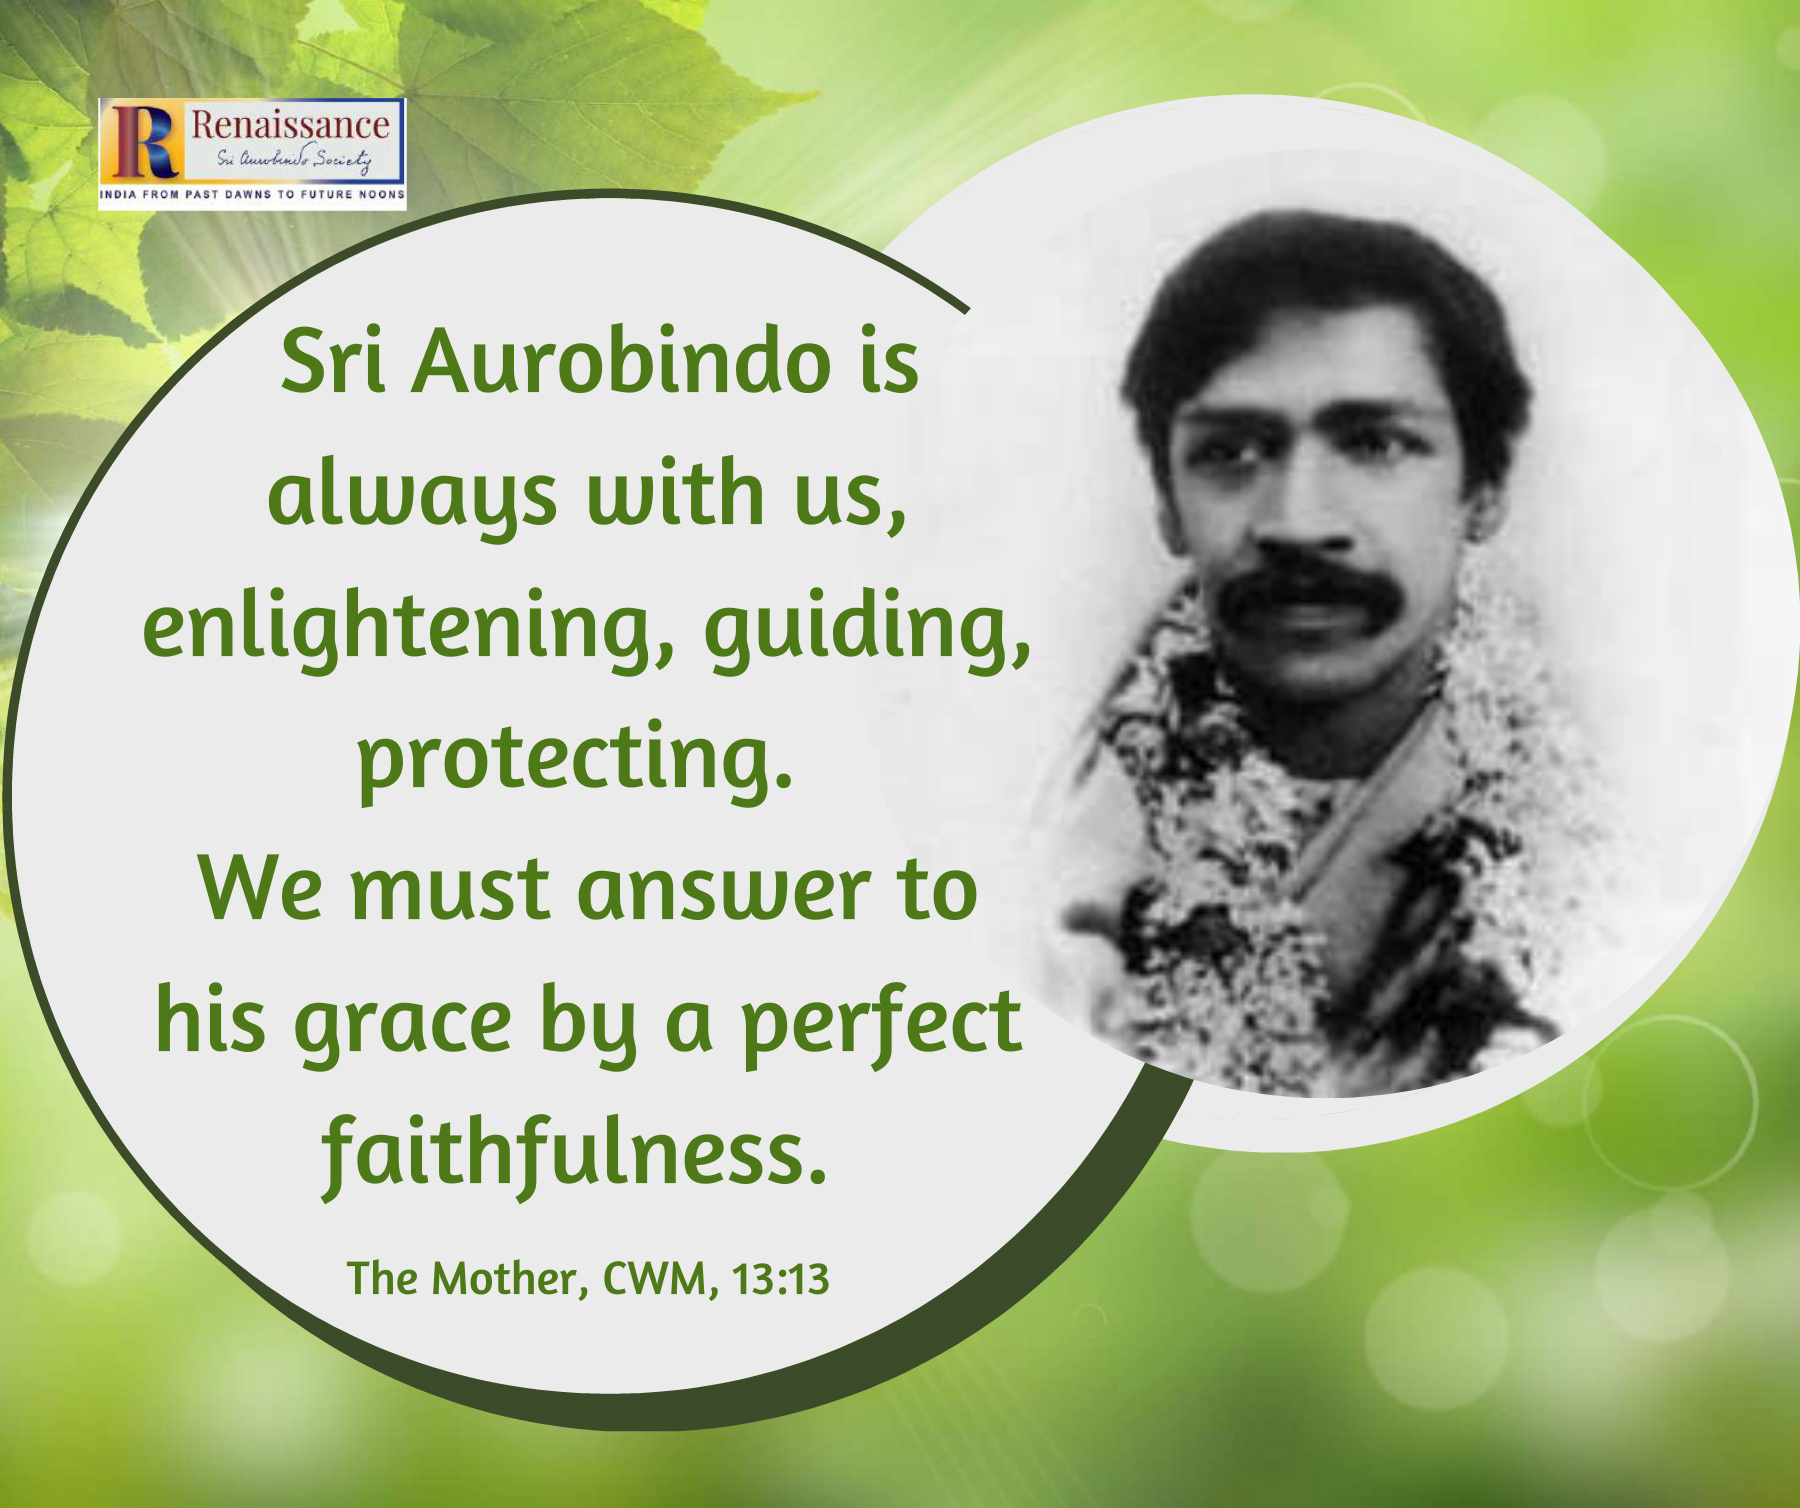 R Renaissance
Sri Aurobindo Society
INDIA FROM PAST DAWNS TO FUTURE NOONS
Sri Aurobindo is
always with us,
enlightening, guiding,
protecting.
We must answer to
his grace by a perfect
faithfulness.
The Mother, CWM, 13:13